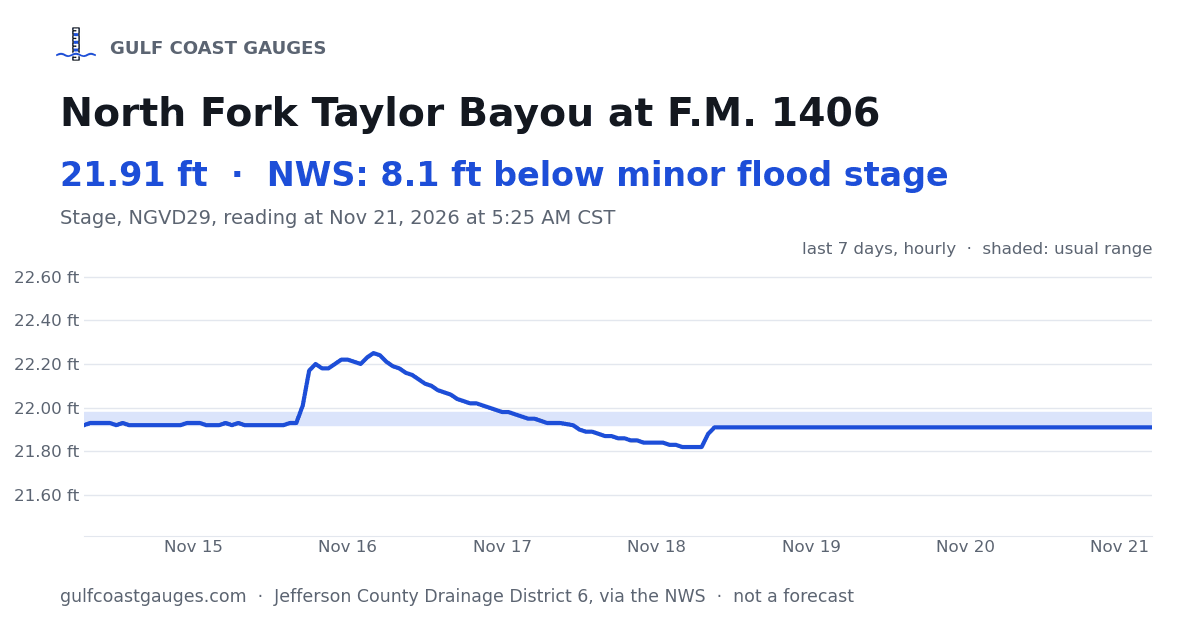 GULF COAST GAUGES
North Fork Taylor Bayou at F.M. 1406
21.91 ft · NWS: 8.1 ft below minor flood stage
Stage, NGVD29, reading at Nov 21, 2026 at 5:25 AM CST
last 7 days, hourly · shaded: usual range
22.60 ft
22.40 ft
22.20 ft
22.00 ft
21.80 ft
21.60 ft
Nov 15 Nov 16 Nov 17 Nov 18 Nov 19 Nov 20 Nov 21
gulfcoastgauges.com · Jefferson County Drainage District 6, via the NWS · not a forecast